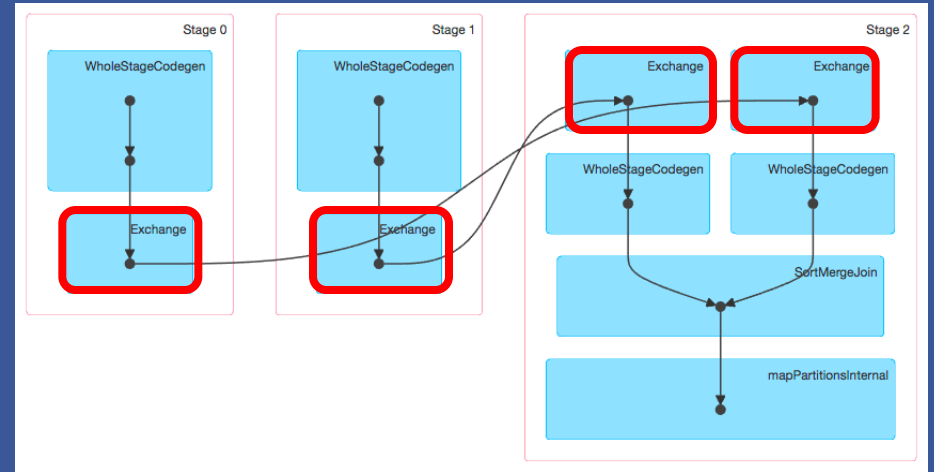 Stage 0
WholeStageCodegen
Exchange
Stage 1
WholeStageCodegen
Exchange
Stage 2
Exchange
Exchange
WholeStageCodegen
WholeStageCodegen
SortMergeJoin
mapPartitionsInternal